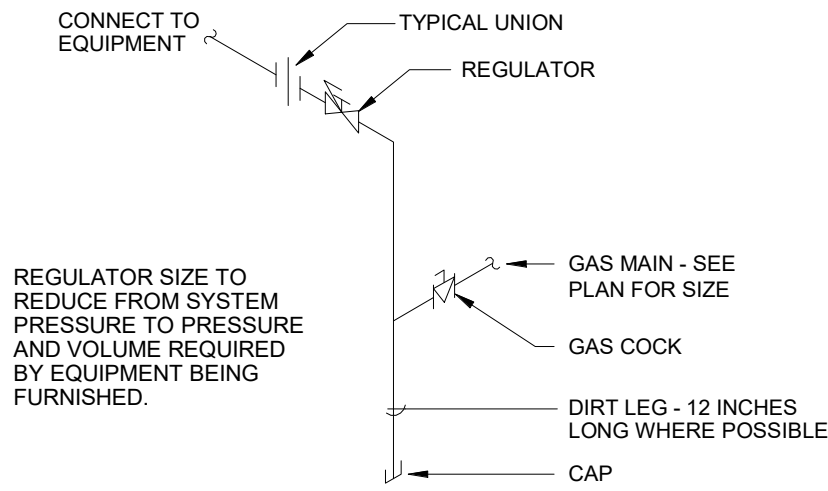 CONNECT TO
EQUIPMENT
TYPICAL UNION
REGULATOR
GAS MAIN - SEE
PLAN FOR SIZE
REGULATOR SIZE TO
REDUCE FROM SYSTEM
PRESSURE TO PRESSURE
AND VOLUME REQUIRED
BY EQUIPMENT BEING
FURNISHED.
GAS COCK
DIRT LEG - 12 INCHES
LONG WHERE POSSIBLE
CAP